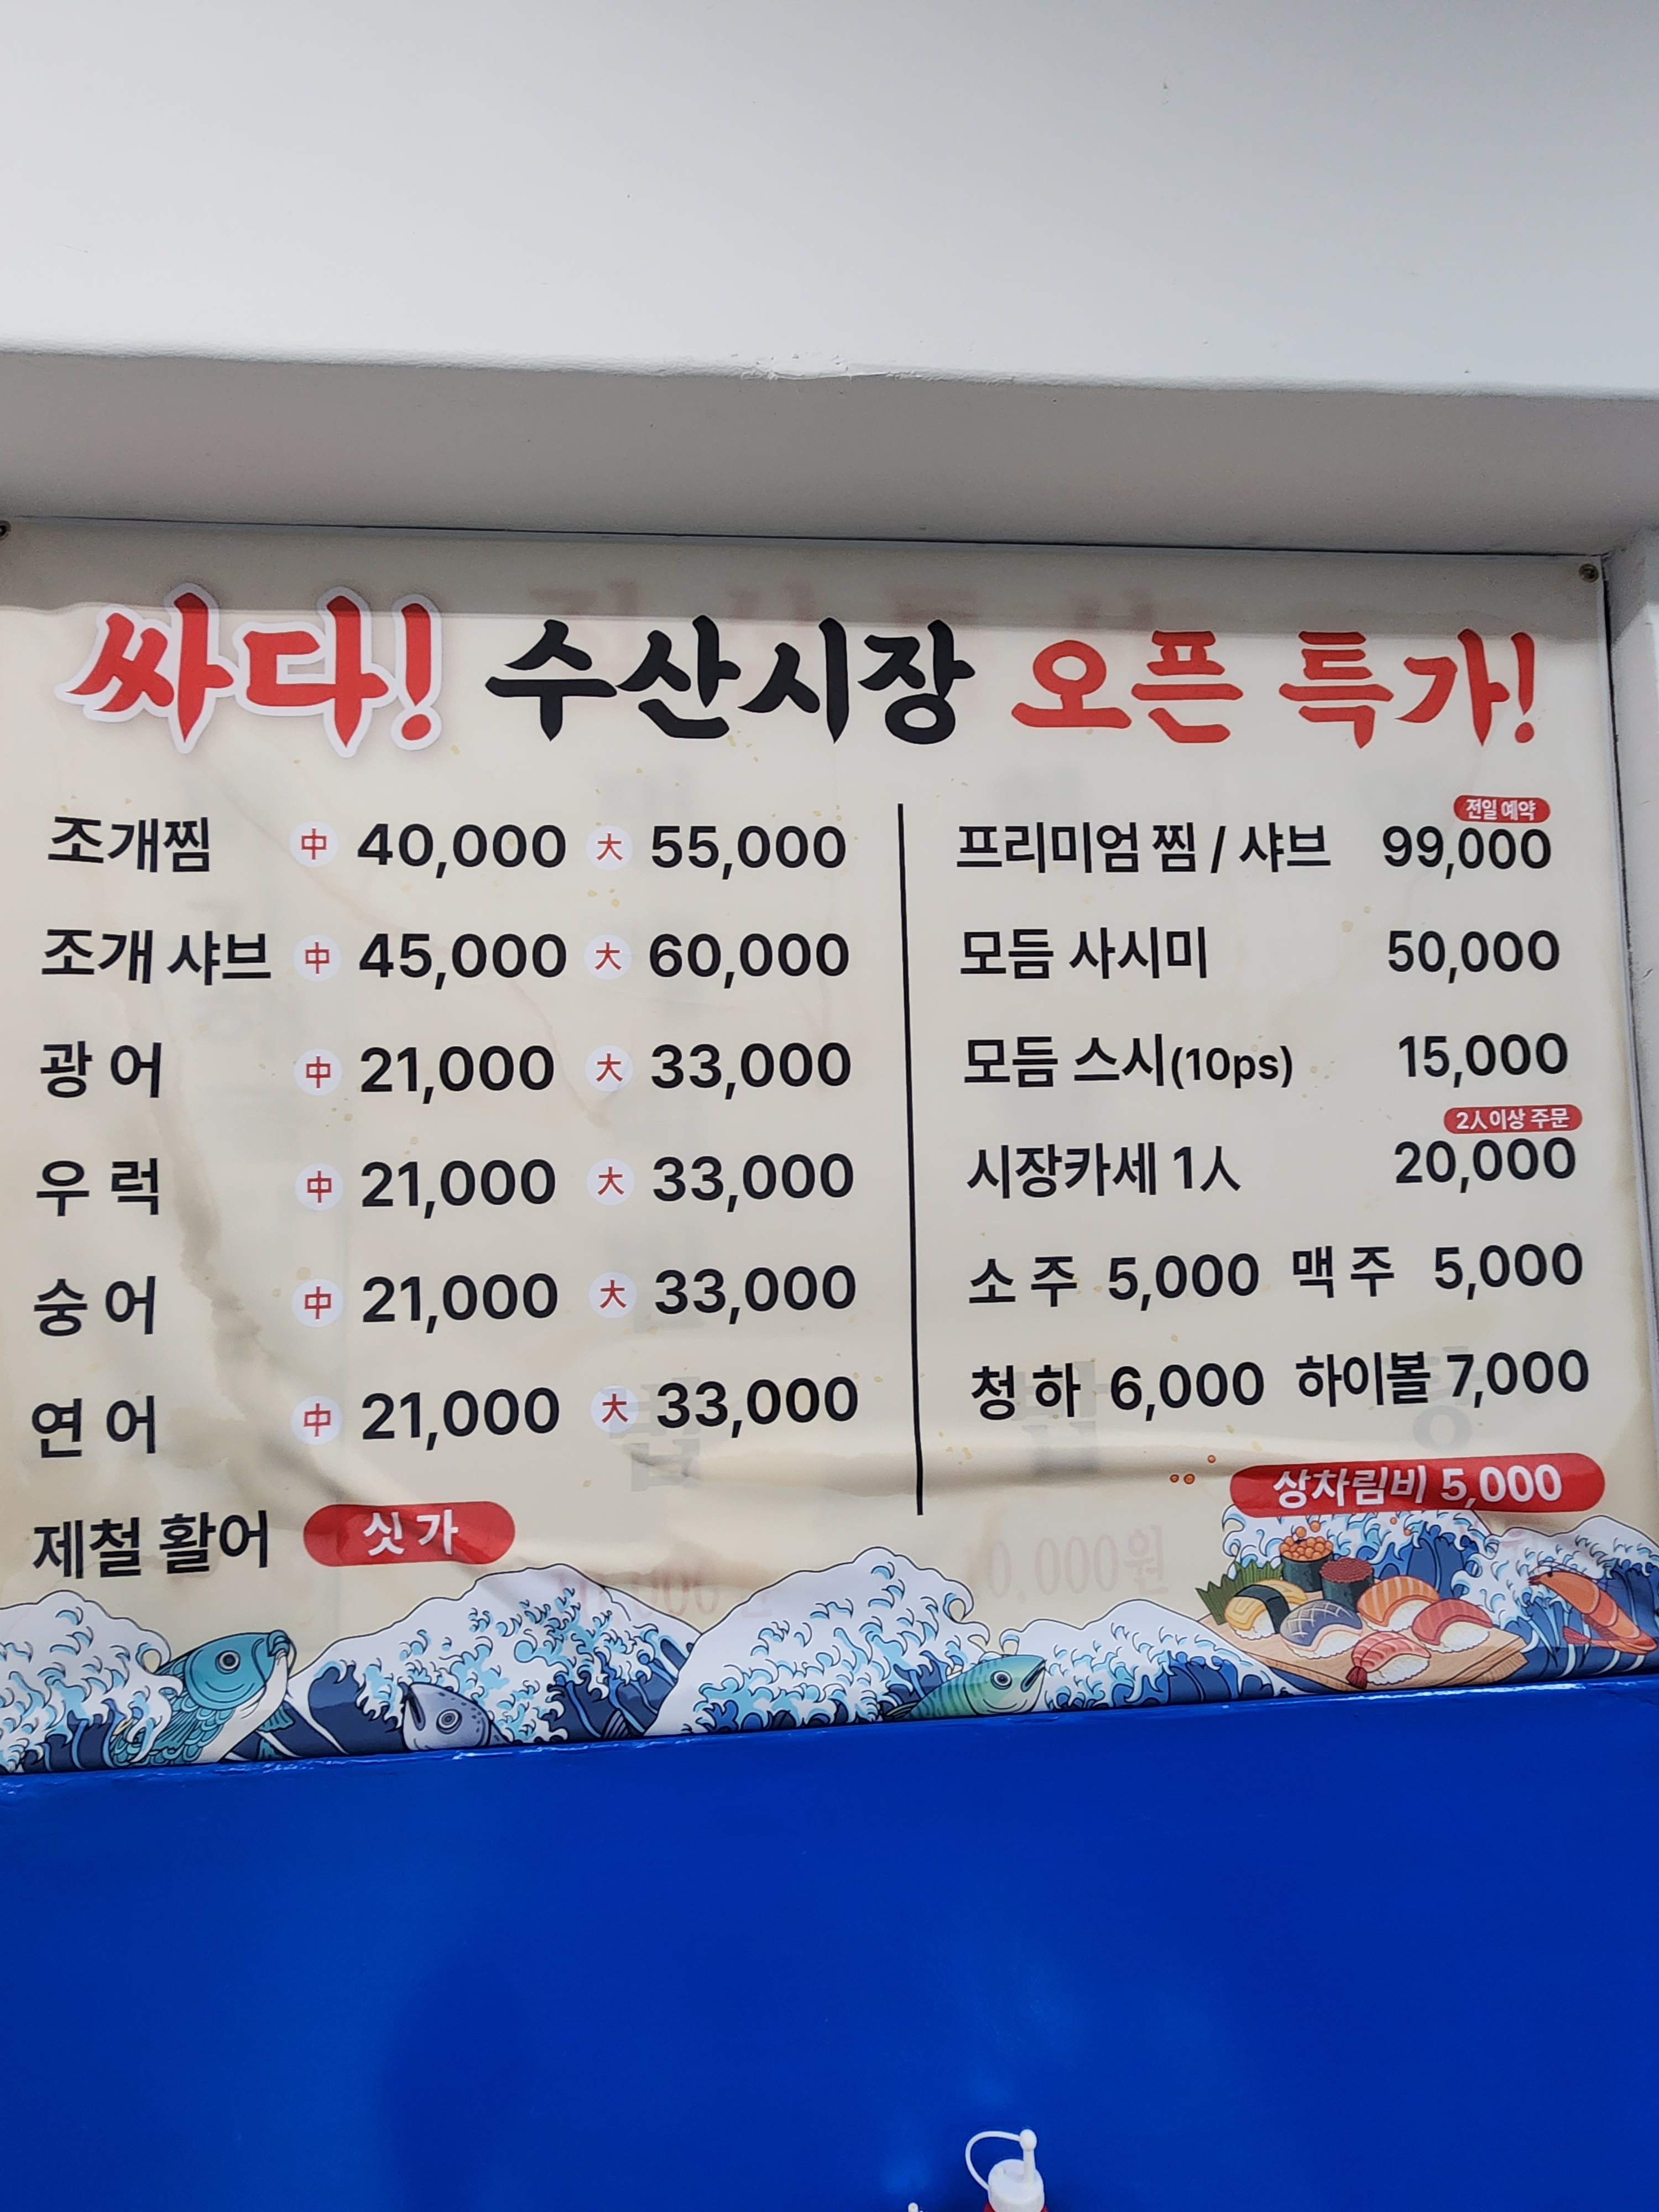 싸다! 수산시장 오픈 특가!
조개찜 中 40,000 大 55,000
조개 샤브 中 45,000 大 60,000
광 어 中 21,000 大 33,000
우 럭 中 21,000 大 33,000
숭 어 中 21,000 大 33,000
연 어 中 21,000 大 33,000
제철 활어 싯가
전일 예약
프리미엄 찜 / 샤브 99,000
모듬 사시미 50,000
모듬 스시(10ps) 15,000
2人이상 주문
시장카세 1人 20,000
소 주 5,000 맥 주 5,000
청 하 6,000 하이볼 7,000
상차림비 5,000
0,000원